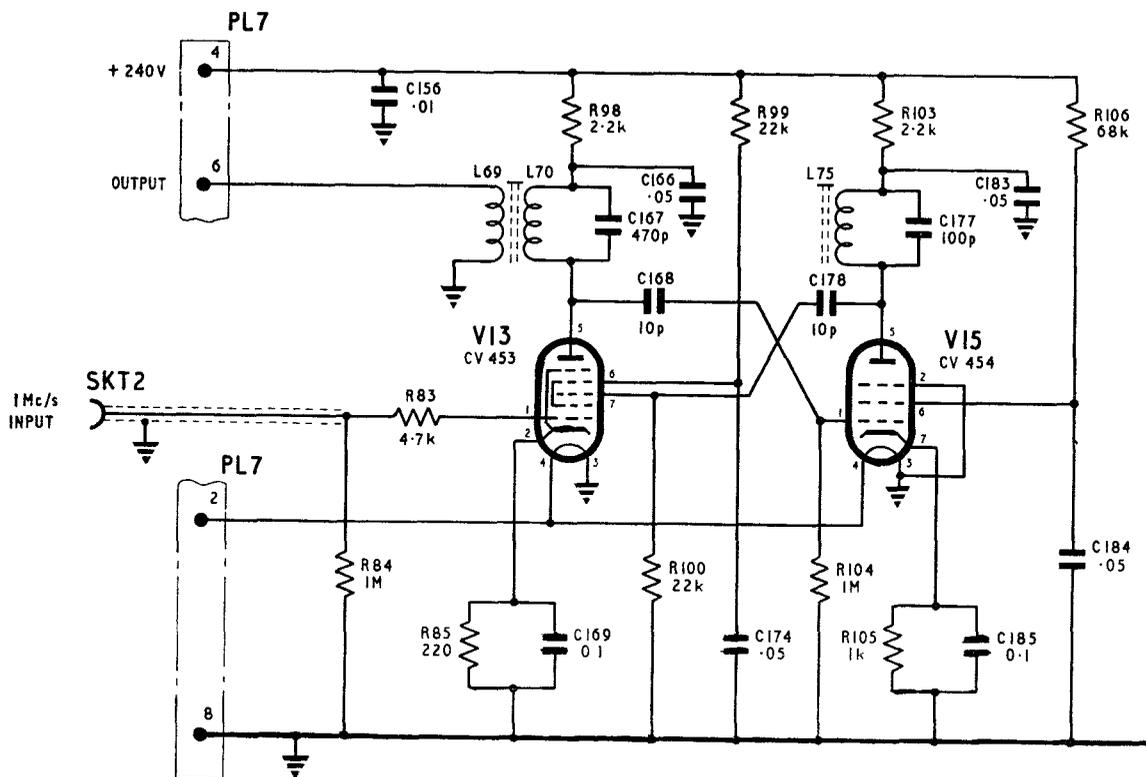 PL7
4
+240V
C156
·01
R98
2·2k
R99
22k
R103
2·2k
R106
68k
6
OUTPUT
L69
L70
C166
·05
C167
470p
L75
C183
·05
C177
100p
C168
10p
C178
10p
V13
CV 453
5
6
7
1
2
4
3
V15
CV 454
5
2
6
1
7
4
3
SKT2
1Mc/s
INPUT
R83
4·7k
PL7
2
R84
1M
R100
22k
R104
1M
C184
·05
R85
220
C169
0·1
C174
·05
R105
1k
C185
0·1
8